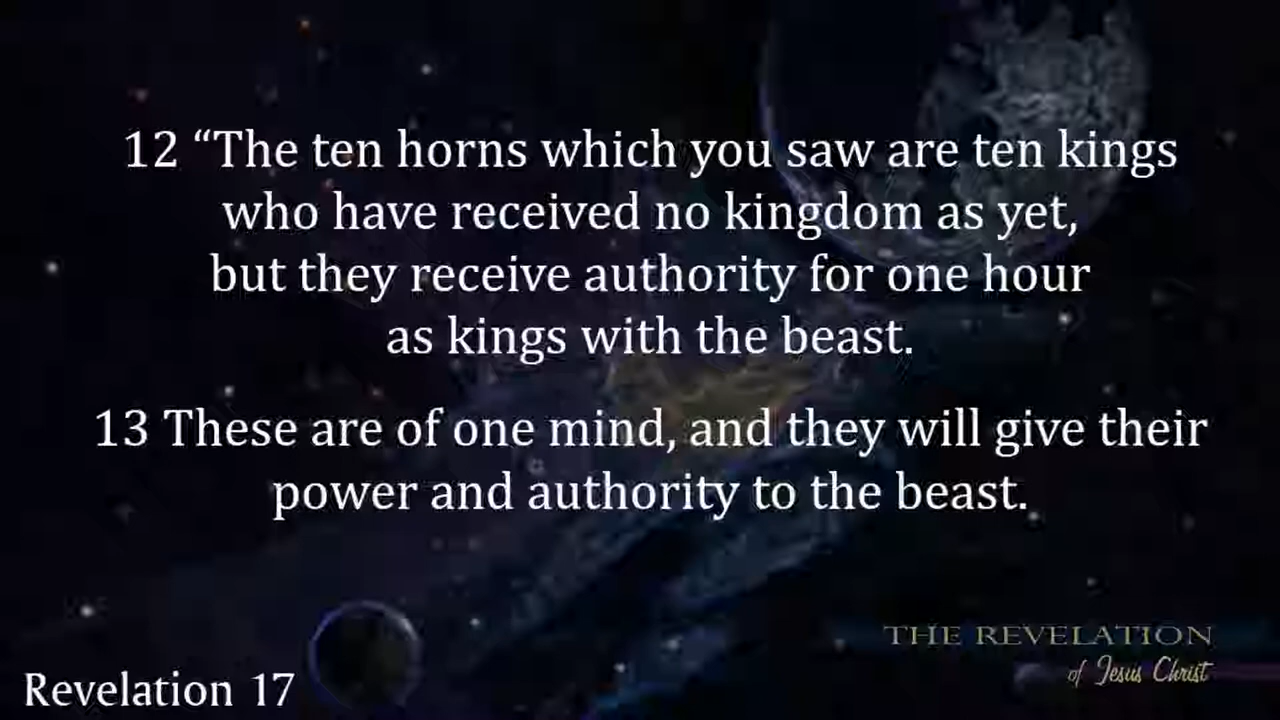 12 “The ten horns which you saw are ten kings
who have received no kingdom as yet,
but they receive authority for one hour
as kings with the beast.
13 These are of one mind, and they will give their
power and authority to the beast.
THE REVELATION
of Jesus Christ
Revelation 17